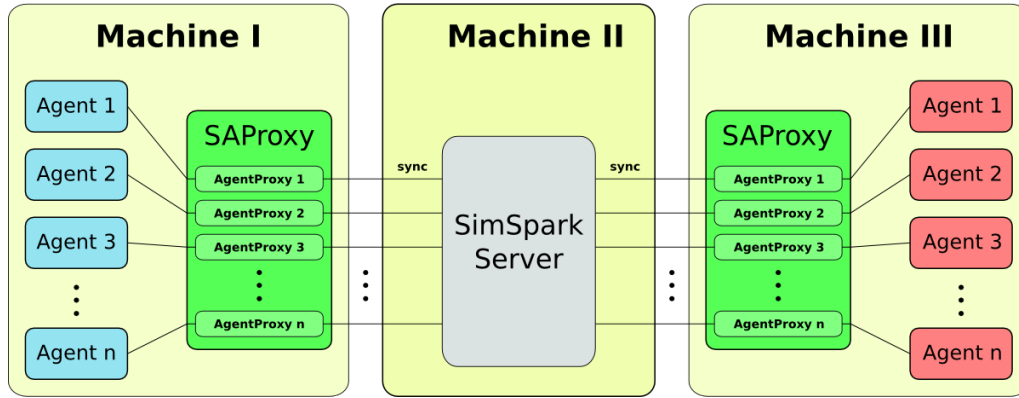 Machine I
Agent 1
Agent 2
Agent 3
Agent n
SAProxy
AgentProxy 1
AgentProxy 2
AgentProxy 3
AgentProxy n
Machine II
sync
SimSpark
Server
sync
Machine III
SAProxy
AgentProxy 1
AgentProxy 2
AgentProxy 3
AgentProxy n
Agent 1
Agent 2
Agent 3
Agent n